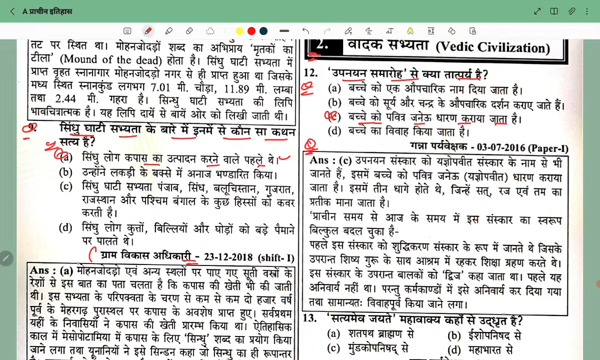 A प्राचीन इतिहास
तट पर स्थित था। मोहनजोदड़ों शब्द का अभिप्राय 'मृतकों का
टीला' (Mound of the dead) होता है। सिंधु घाटी सभ्यता में
प्राप्त वृहत स्नानागार मोहनजोदड़ो नगर से ही प्राप्त हुआ था जिसके
मध्य स्थित स्नानकुंड लगभग 7.01 मी. चौड़ा, 11.89 मी. लम्बा
तथा 2.44 मी. गहरा है। सिन्धु घाटी सभ्यता की लिपि
भावचित्रात्मक है। यह लिपि दायें से बायें ओर को लिखी जाती थी।
सिंधु घाटी सभ्यता के बारे में इनमें से कौन सा कथन
सत्य है?
(a) सिंधु लोग कपास का उत्पादन करने वाले पहले थे।
(b) उन्होंने लकड़ी के बक्से में अनाज भण्डारित किया।
(c) सिंधु घाटी सभ्यता पंजाब, सिंध, बलूचिस्तान, गुजरात,
राजस्थान और पश्चिम बंगाल के कुछ हिस्सों को कवर
करती है।
(d) सिंधु लोग कुत्तों, बिल्लियों और घोड़ों को बड़े पैमाने
पर पालते थे।
ग्राम विकास अधिकारी - 23-12-2018 (shift- I)
Ans : (a) मोहनजोदड़ो एवं अन्य स्थलों पर पाए गए सूती वस्त्रों के
रेशों से इस बात का पता चलता है कि कपास की खेती भी की जाती
थी। इस सभ्यता के परिपक्वता के चरण से कम से कम दो हजार वर्ष
पूर्व के मेहरगढ़ पुरास्थल पर कपास के अवशेष प्राप्त हुए। सर्वप्रथम
यहीं के निवासियों ने कपास की खेती प्रारम्भ किया था। ऐतिहासिक
काल में मेसोपोटामिया में कपास के लिए 'सिन्धु' शब्द का प्रयोग किया
जाने लगा तथा यूनानियों ने इसे सिन्डन कहा जो सिन्धु का ही रूपान्तर
2. वैदिक सभ्यता (Vedic Civilization)
12. 'उपनयन समारोह' से क्या तात्पर्य है?
(a) बच्चे को एक औपचारिक नाम दिया जाता है।
(b) बच्चे को सूर्य और चन्द्र के औपचारिक दर्शन कराए जाते हैं।
(c) बच्चे को पवित्र जनेऊ धारण कराया जाता है।
(d) बच्चे का विवाह किया जाता है।
गन्ना पर्यवेक्षक - 03-07-2016 (Paper-I)
Ans : (c) उपनयन संस्कार को यज्ञोपवीत संस्कार के नाम से भी
जानते हैं, इसमें बच्चे को पवित्र जनेऊ (यज्ञोपवीत) धारण कराया
जाता है। इसमें तीन धागे होते थे, जिन्हें सत्, रज एवं तम का
प्रतीक माना जाता है।
'प्राचीन समय से आज के समय में इस संस्कार का स्वरूप
बिल्कुल बदल चुका है'-
पहले इस संस्कार को शुद्धिकरण संस्कार के रूप में जानते थे जिसके
उपरान्त शिष्य गुरू के साथ आश्रम में रहकर शिक्षा ग्रहण करते थे।
इस संस्कार के उपरान्त बालकों को 'द्विज' कहा जाता था। पहले यह
अनिवार्य नहीं था। परन्तु कर्मकाण्डों में इसे अनिवार्य कर दिया गया
तथा सामान्यतः विवाहपूर्व किया जाने लगा।
13. 'सत्यमेव जयते' महावाक्य कहाँ से उद्धृत है?
(a) शतपथ ब्राह्मण से (b) ईशोपनिषद से
(c) मुंडकोपनिषद् से (d) महाभारत से